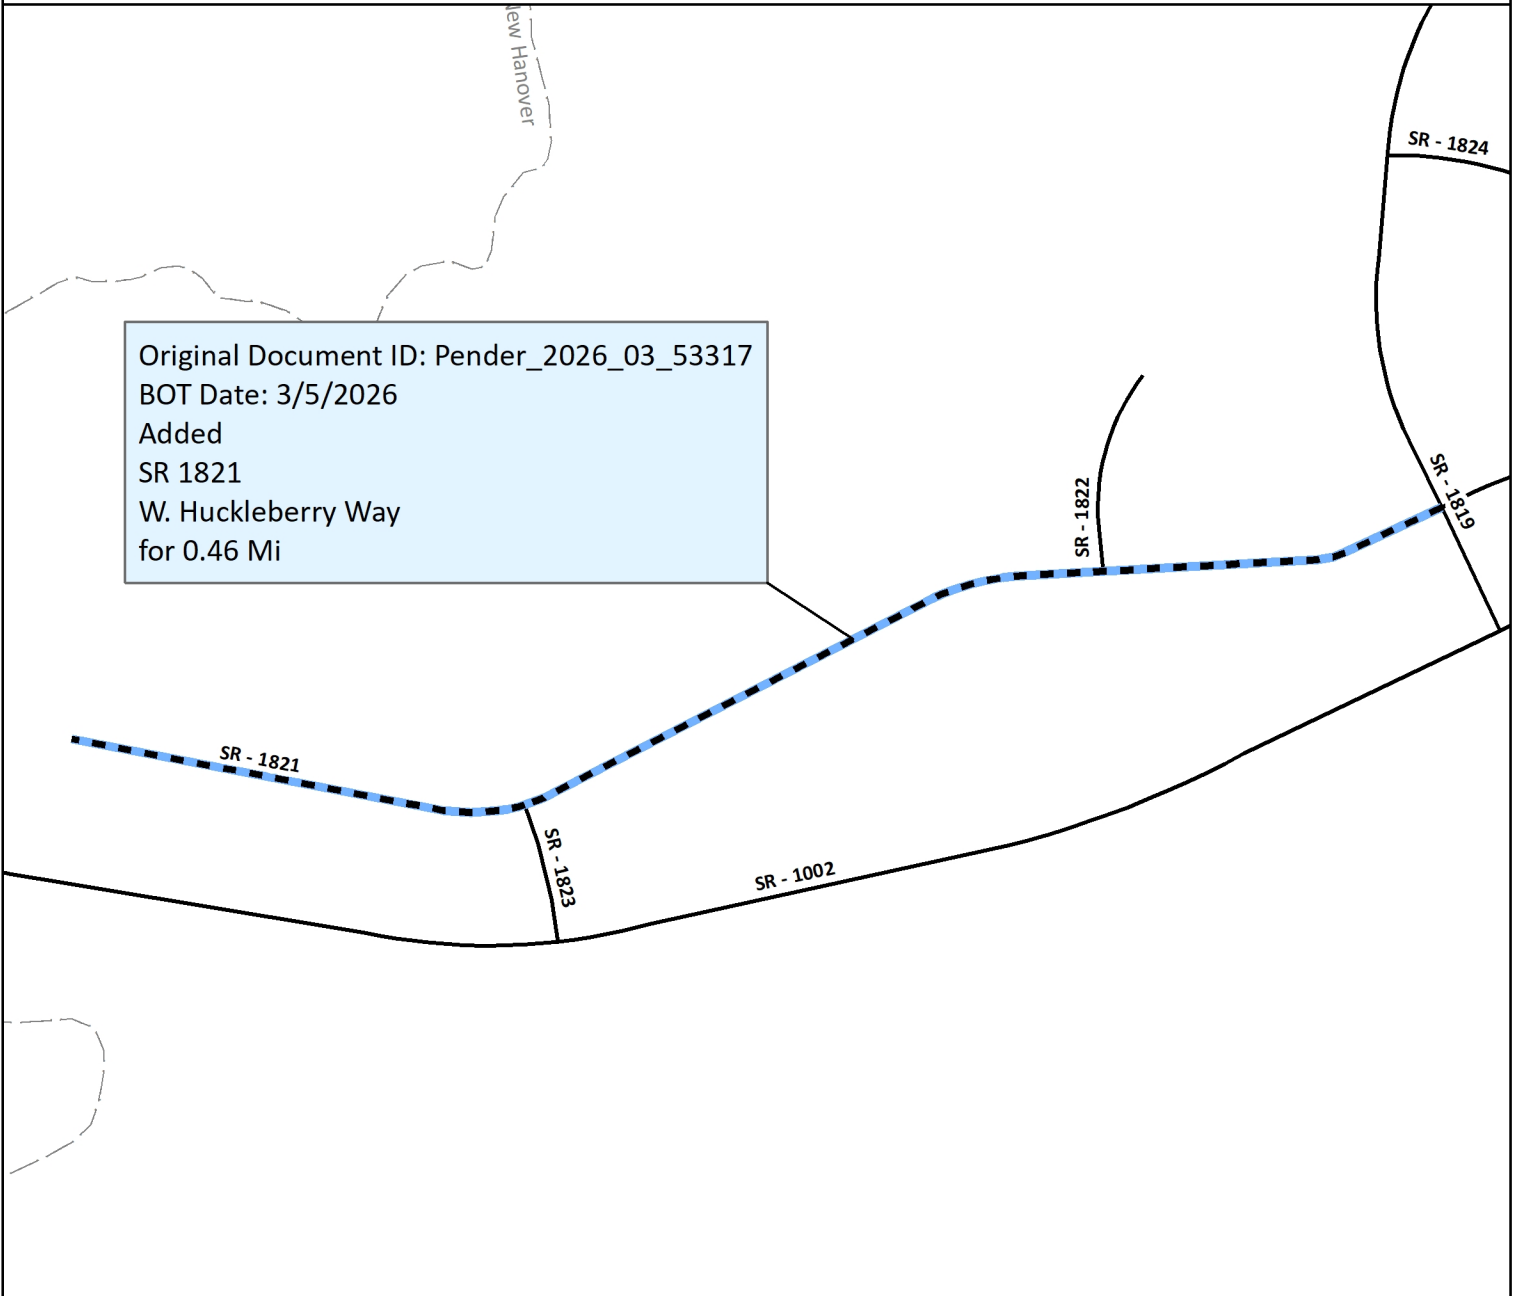 New Hanover
SR - 1824
Original Document ID: Pender_2026_03_53317
BOT Date: 3/5/2026
Added
SR 1821
W. Huckleberry Way
for 0.46 Mi
SR - 1822
SR - 1819
SR - 1821
SR - 1823
SR - 1002